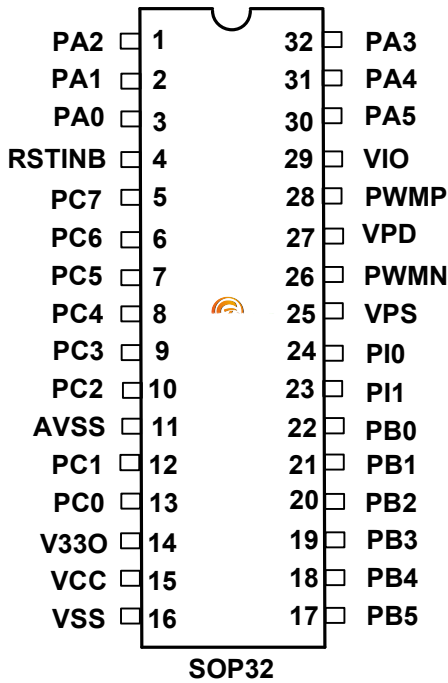 PA2 1 32 PA3
PA1 2 31 PA4
PA0 3 30 PA5
RSTINB 4 29 VIO
PC7 5 28 PWMP
PC6 6 27 VPD
PC5 7 26 PWMN
PC4 8 25 VPS
PC3 9 24 PI0
PC2 10 23 PI1
AVSS 11 22 PB0
PC1 12 21 PB1
PC0 13 20 PB2
V33O 14 19 PB3
VCC 15 18 PB4
VSS 16 17 PB5
SOP32